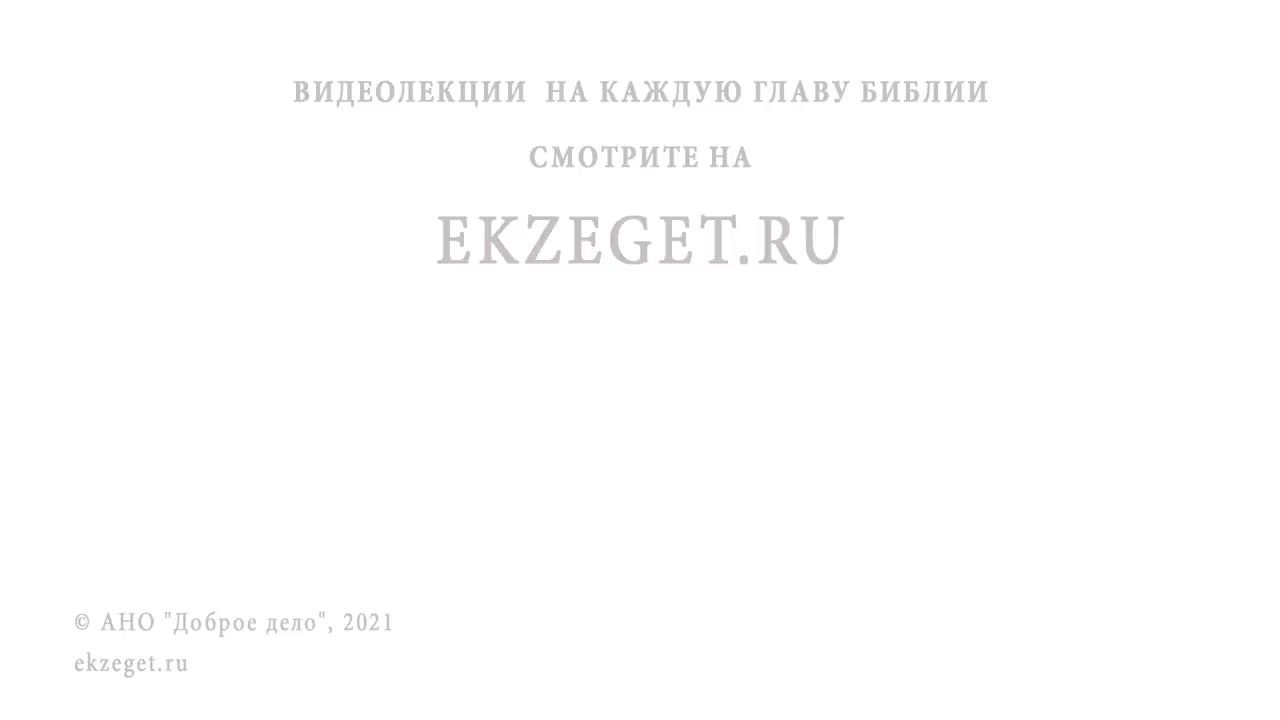 ВИДЕОЛЕКЦИИ НА КАЖДУЮ ГЛАВУ БИБЛИИ
СМОТРИТЕ НА
EKZEGET.RU
© АНО "Доброе дело", 2021
ekzeget.ru